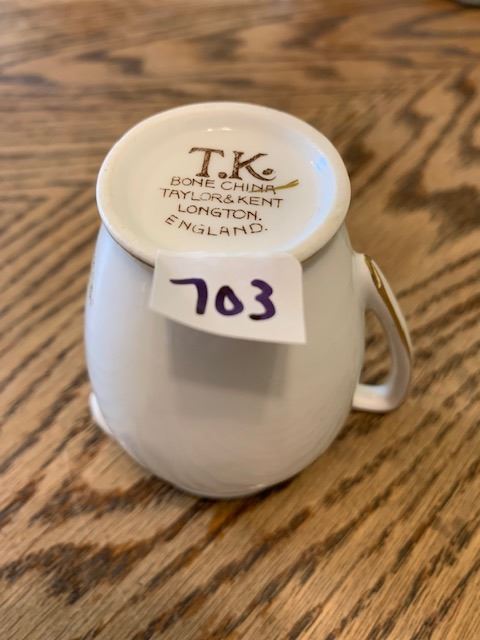 T.K.
BONE CHINA
TAYLOR & KENT
LONGTON.
ENGLAND.
703